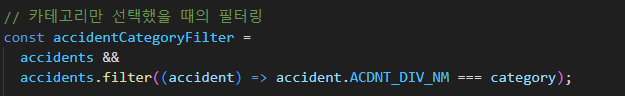 // 카테고리만 선택했을 때의 필터링
const accidentCategoryFilter =
  accidents &&
  accidents.filter((accident) => accident.ACDNT_DIV_NM === category);